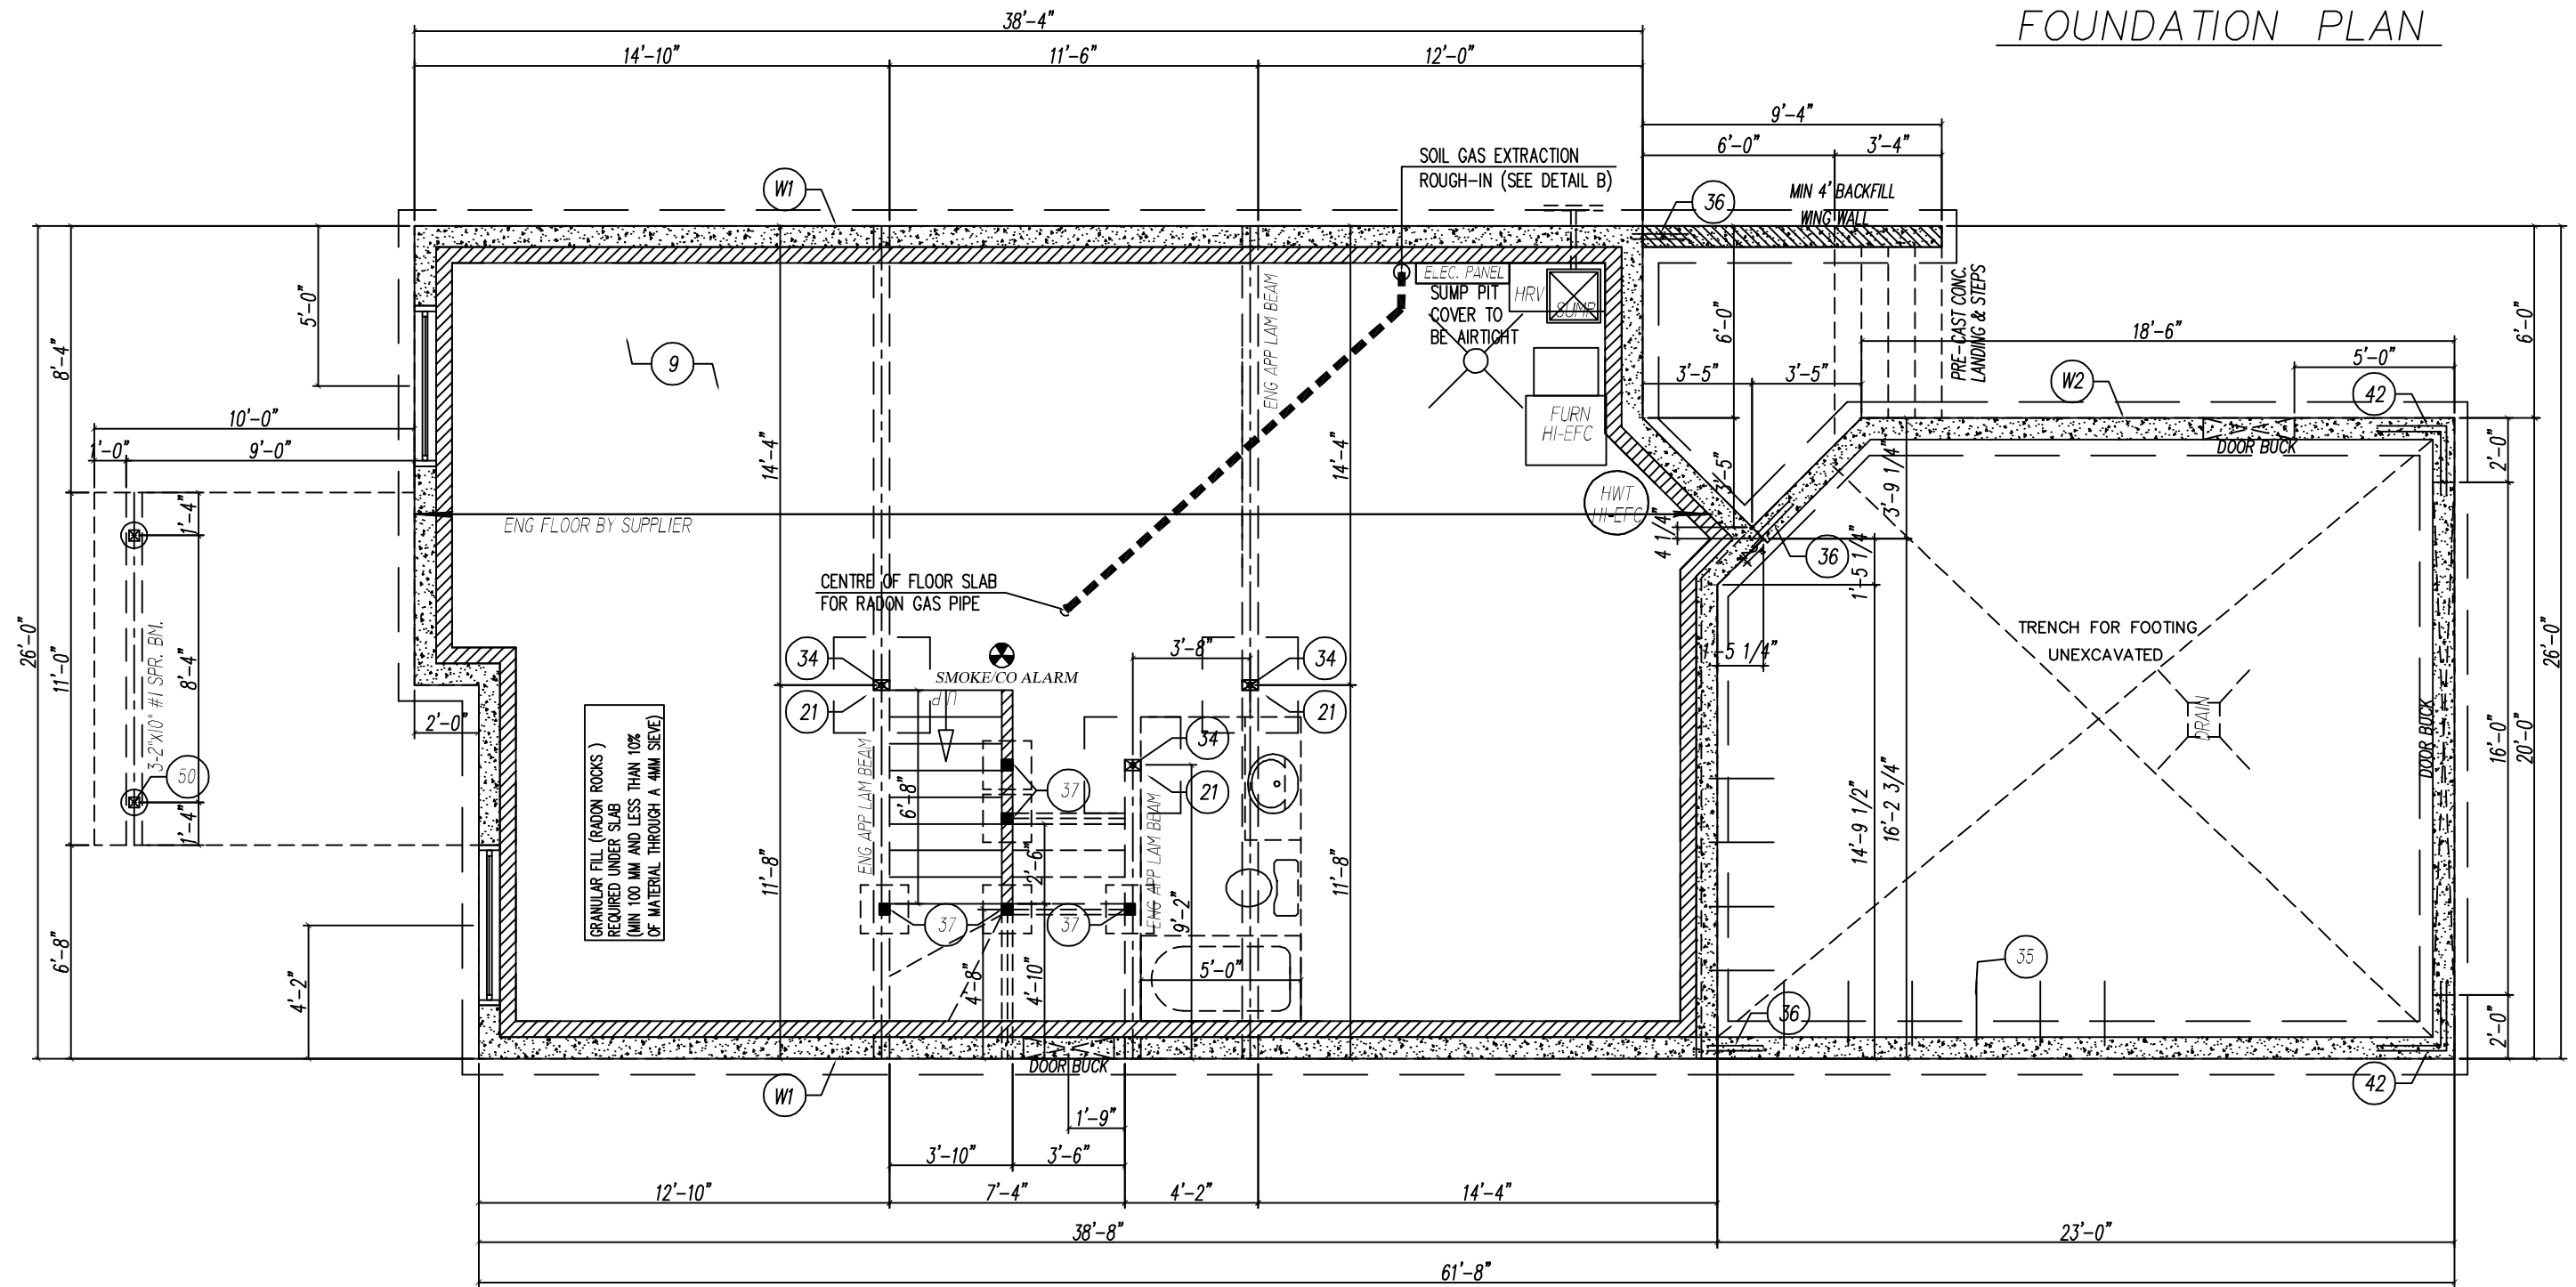 FOUNDATION PLAN
38'-4"
14'-10"
11'-6"
12'-0"
9'-4"
6'-0"
3'-4"
SOIL GAS EXTRACTION
ROUGH-IN (SEE DETAIL B)
W1
36
MIN 4' BACKFILL
WING WALL
ELEC. PANEL
SUMP PIT
COVER TO
BE AIRTIGHT
HRV
SUMP
ENG APP LAM BEAM
PRE-CAST CONC.
LANDING & STEPS
5'-0"
8'-4"
26'-0"
9
6'-0"
6'-0"
18'-6"
5'-0"
3'-5"
3'-5"
W2
42
FURN
HI-EFC
10'-0"
1'-0"
9'-0"
14'-4"
14'-4"
3'-5"
3'-9 1/4"
DOOR BUCK
2'-0"
HWT
HI-EFC
4 1/4"
36
1'-5 1/4"
1'-4"
ENG FLOOR BY SUPPLIER
CENTRE OF FLOOR SLAB
FOR RADON GAS PIPE
3-2"x10" #1 SPR. BM.
8'-4"
11'-0"
34
3'-8"
34
1'-5 1/4"
TRENCH FOR FOOTING
UNEXCAVATED
26'-0"
SMOKE/CO ALARM
UP
21
21
2'-0"
GRANULAR FILL (RADON ROCKS )
REQUIRED UNDER SLAB
(MIN 100 MM AND LESS THAN 10%
OF MATERIAL THROUGH A 4MM SIEVE)
34
21
DRAIN
DOOR BUCK
16'-0"
20'-0"
50
1'-4"
ENG APP LAM BEAM
6'-8"
37
ENG APP LAM BEAM
14'-9 1/2"
16'-2 3/4"
11'-8"
2'-6"
11'-8"
37
37
9'-2"
6'-8"
4'-2"
4'-8"
4'-10"
5'-0"
35
36
2'-0"
DOOR BUCK
W1
42
1'-9"
3'-10"
3'-6"
12'-10"
7'-4"
4'-2"
14'-4"
38'-8"
23'-0"
61'-8"